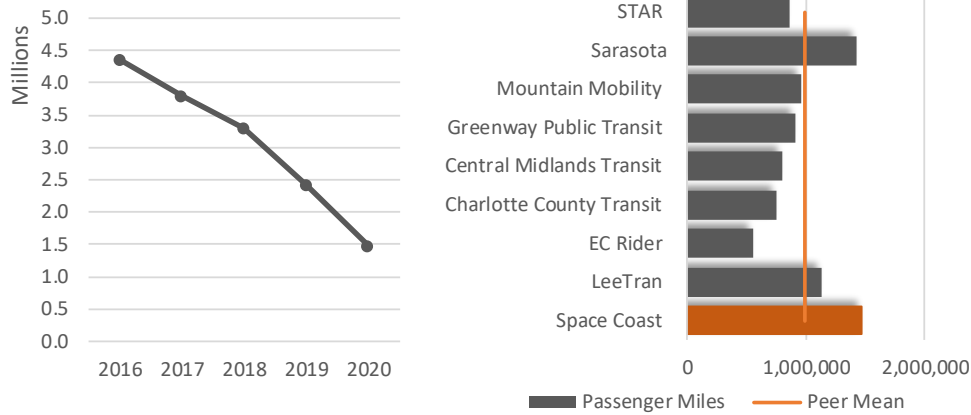 Millions
5.0
4.5
4.0
3.5
3.0
2.5
2.0
1.5
1.0
0.5
0.0
2016 2017 2018 2019 2020
STAR
Sarasota
Mountain Mobility
Greenway Public Transit
Central Midlands Transit
Charlotte County Transit
EC Rider
LeeTran
Space Coast
0 1,000,000 2,000,000
Passenger Miles Peer Mean